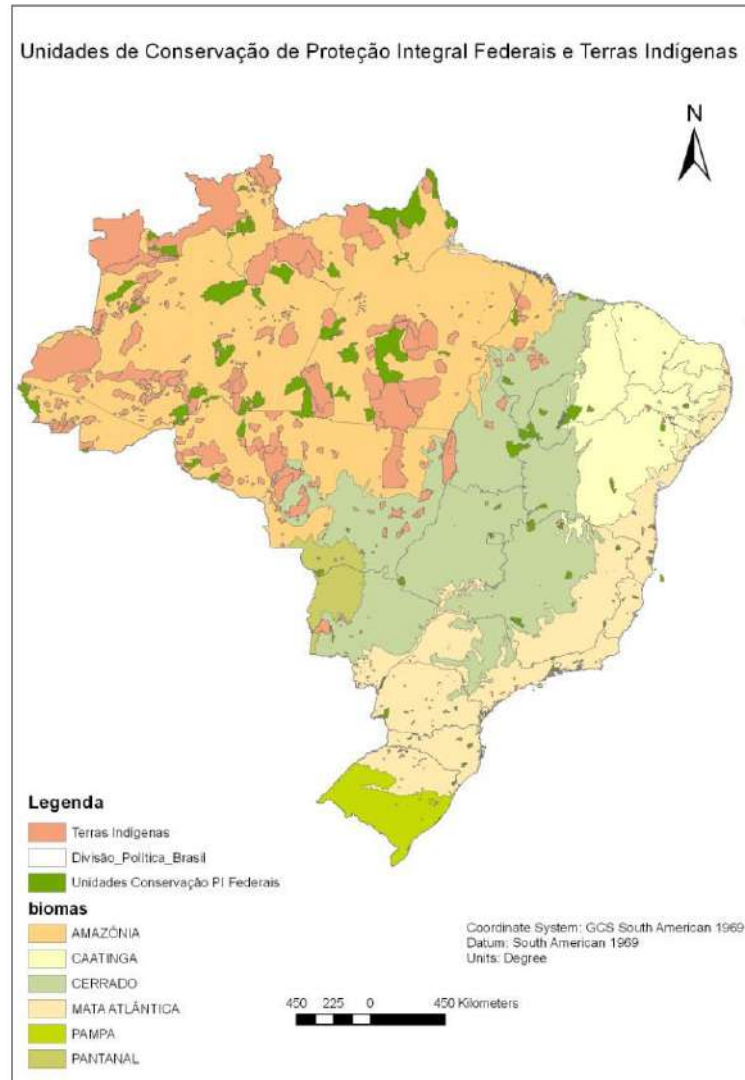 Unidades de Conservação de Proteção Integral Federais e Terras Indígenas
N
Legenda
Terras Indígenas
Divisão_Política_Brasil
Unidades Conservação PI Federais
biomas
AMAZÔNIA
CAATINGA
CERRADO
MATA ATLÂNTICA
PAMPA
PANTANAL
Coordinate System: GCS South American 1969
Datum: South American 1969
Units: Degree
450 225 0 450 Kilometers